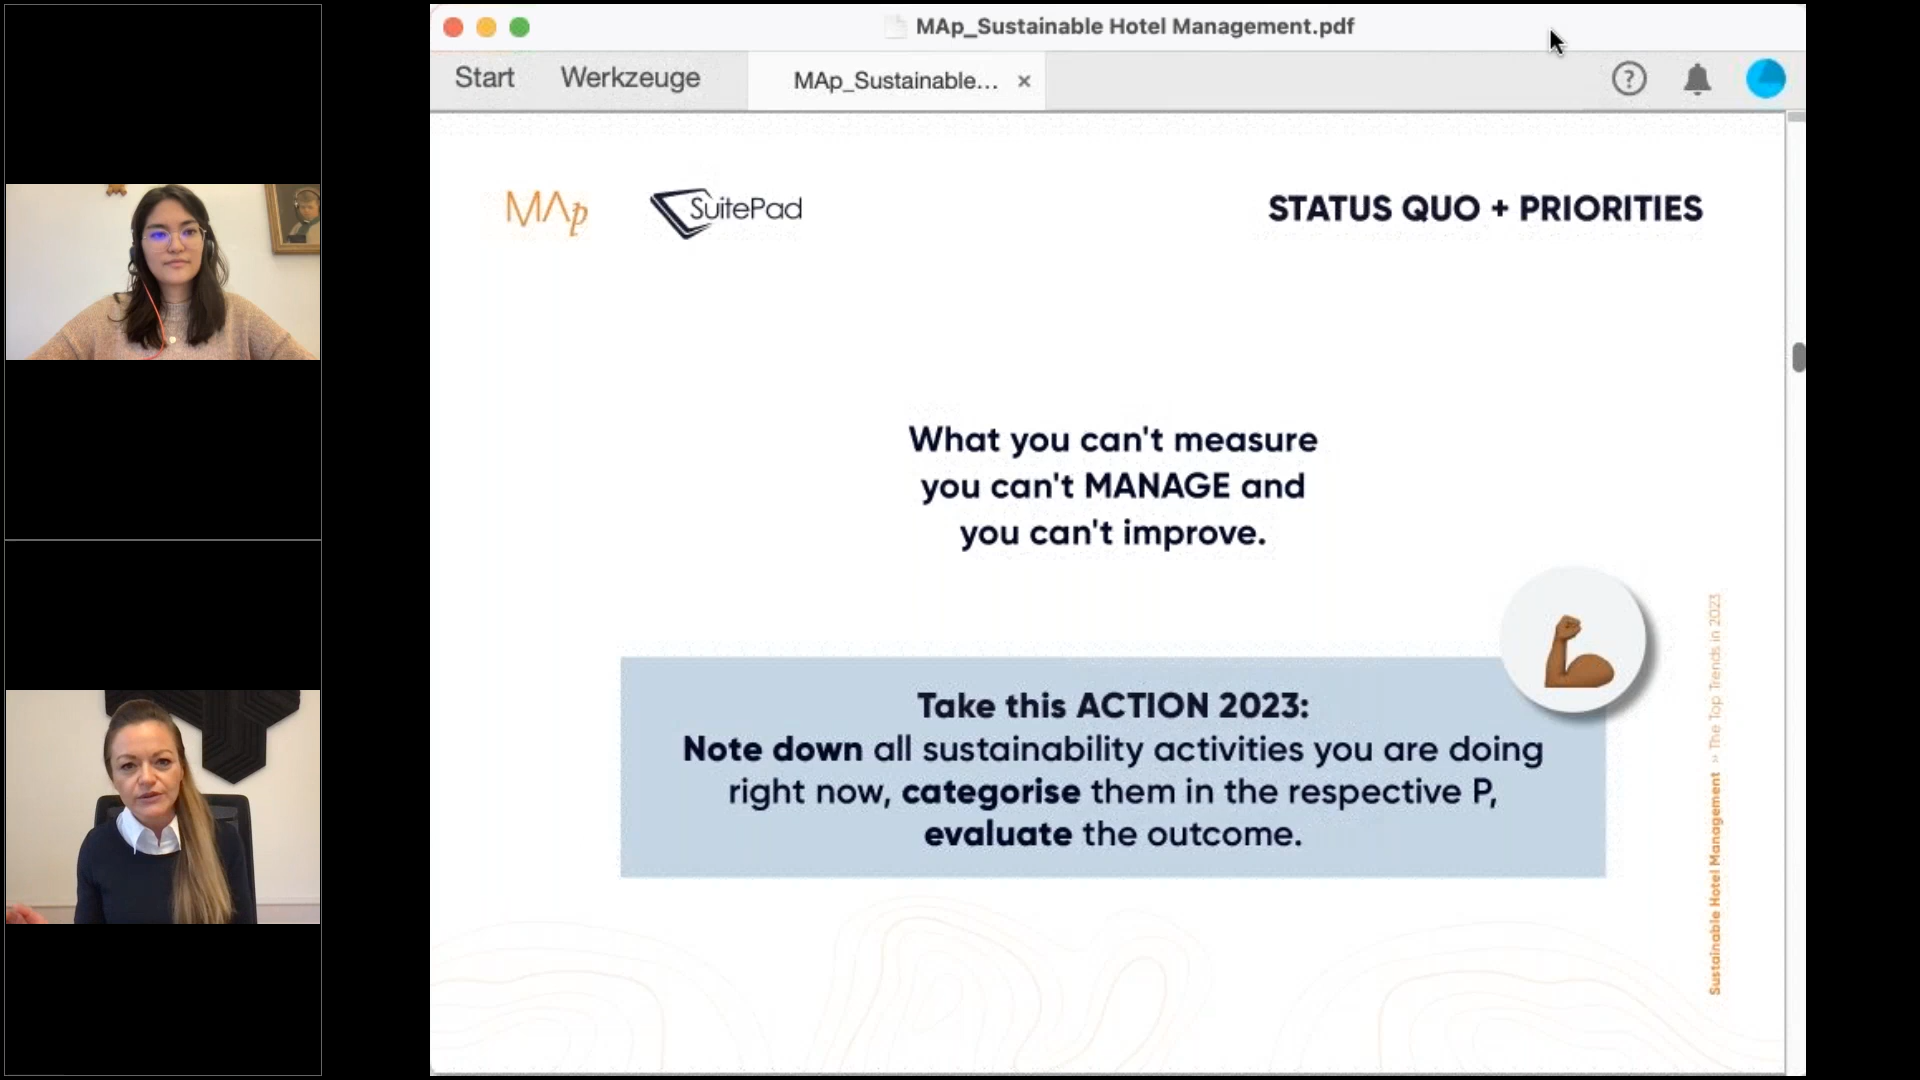 MAp_Sustainable Hotel Management.pdf
Start
Werkzeuge
MAp_Sustainable... ×
MAp
SuitePad
STATUS QUO + PRIORITIES
What you can't measure
you can't MANAGE and
you can't improve.
Take this ACTION 2023:
Note down all sustainability activities you are doing
right now, categorise them in the respective P,
evaluate the outcome.
Sustainable Hotel Management » The Top Trends in 2023